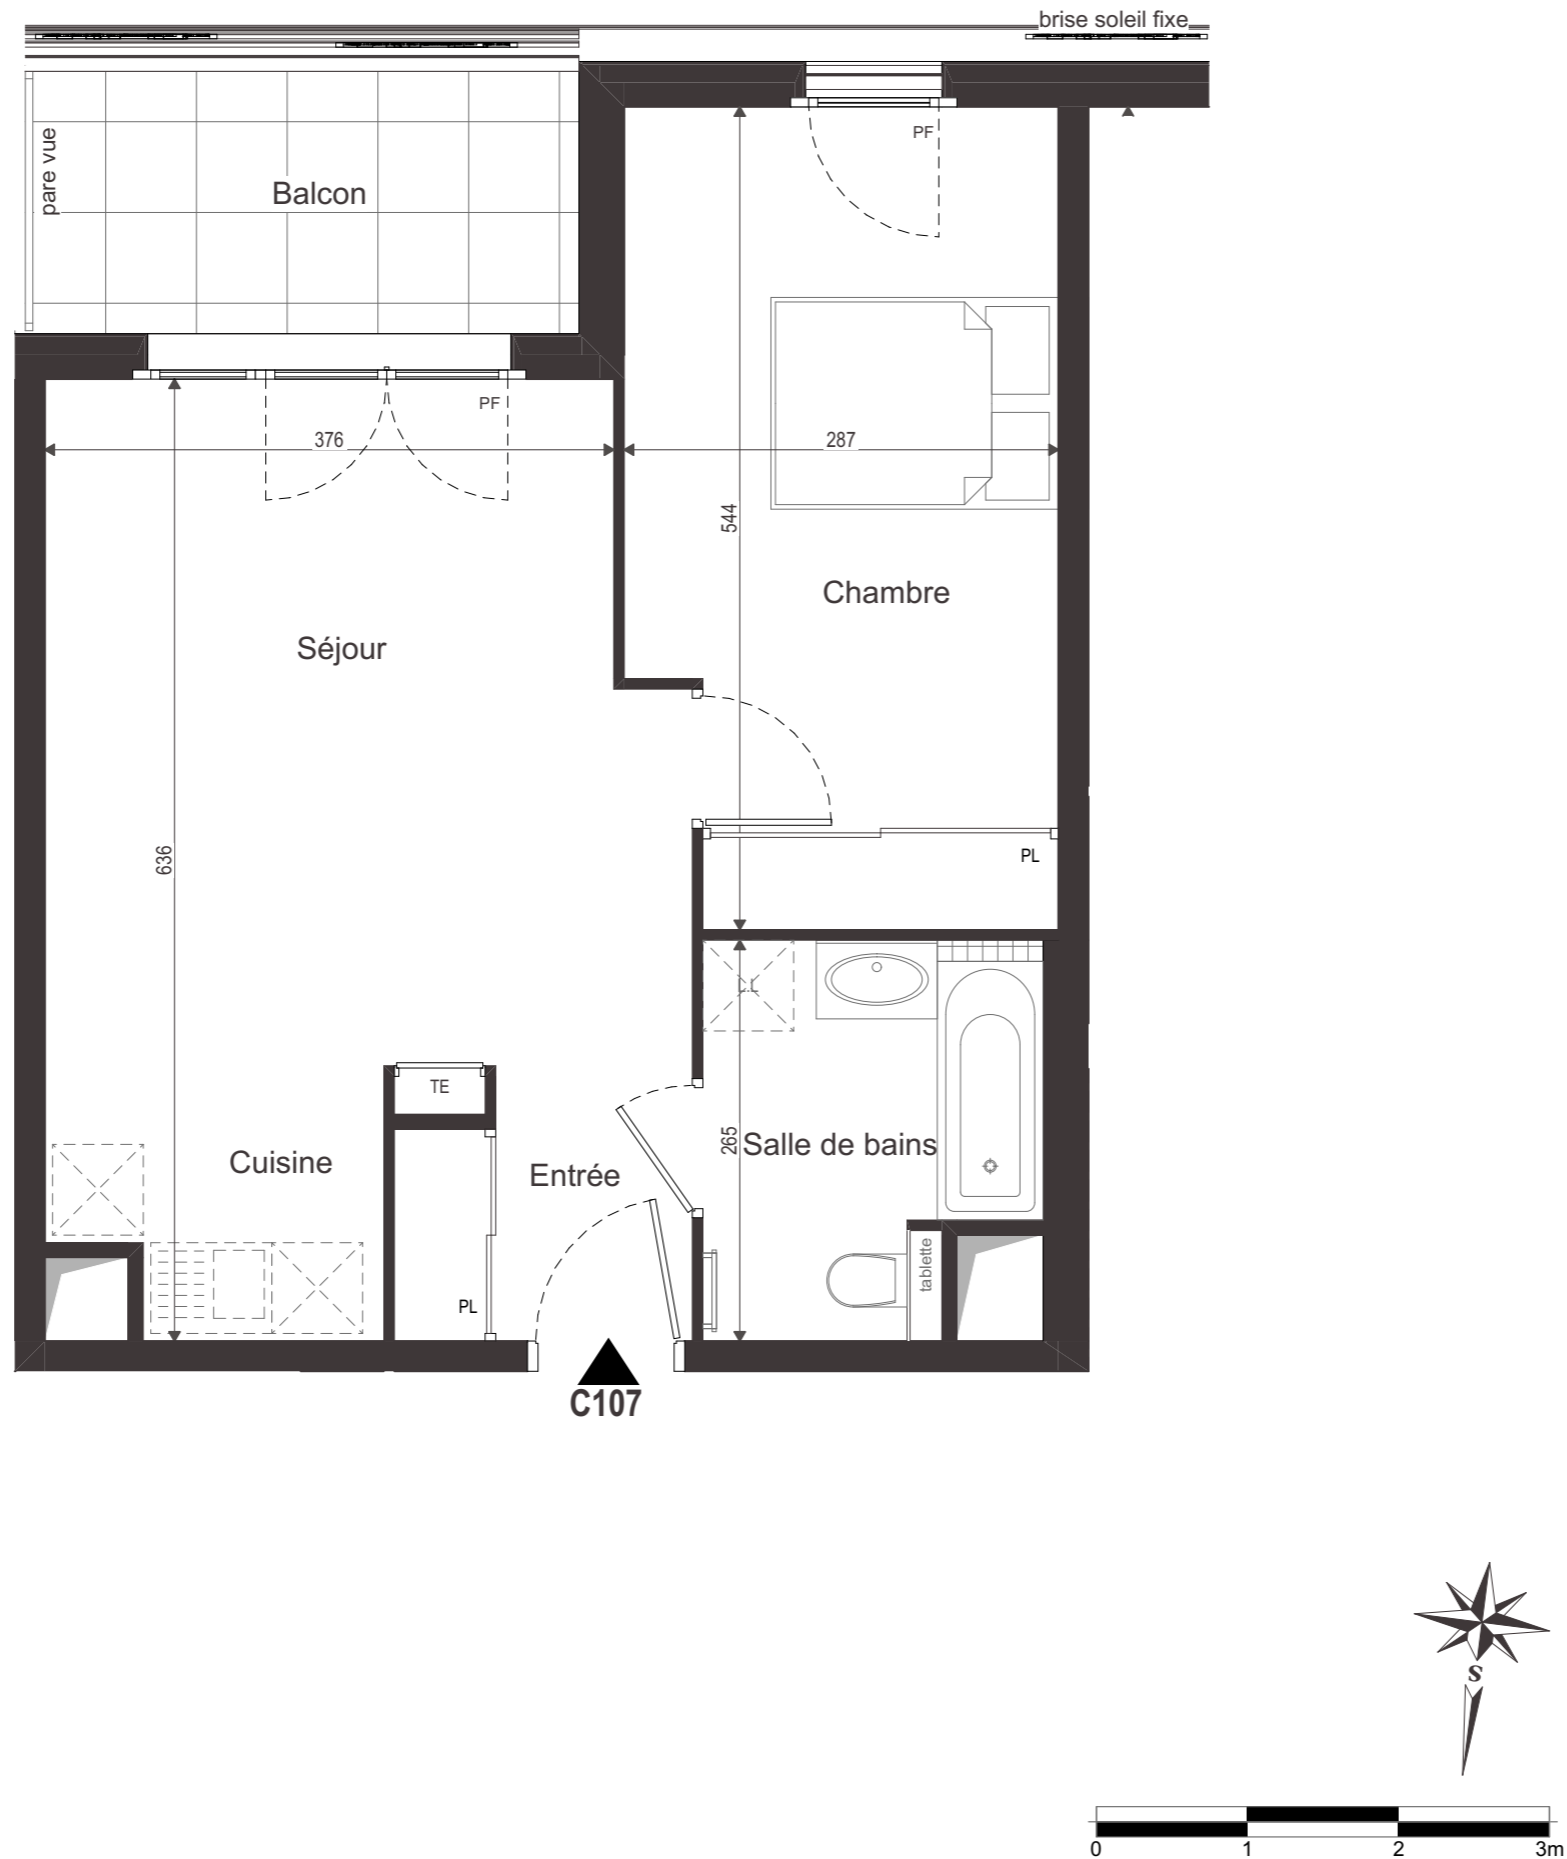 brise soleil fixe
pare vue
Balcon
PF
PF
376
287
544
Chambre
Séjour
636
PL
LL
TE
Cuisine
Entrée
265
Salle de bains
tablette
PL
C107
S
0 1 2 3m